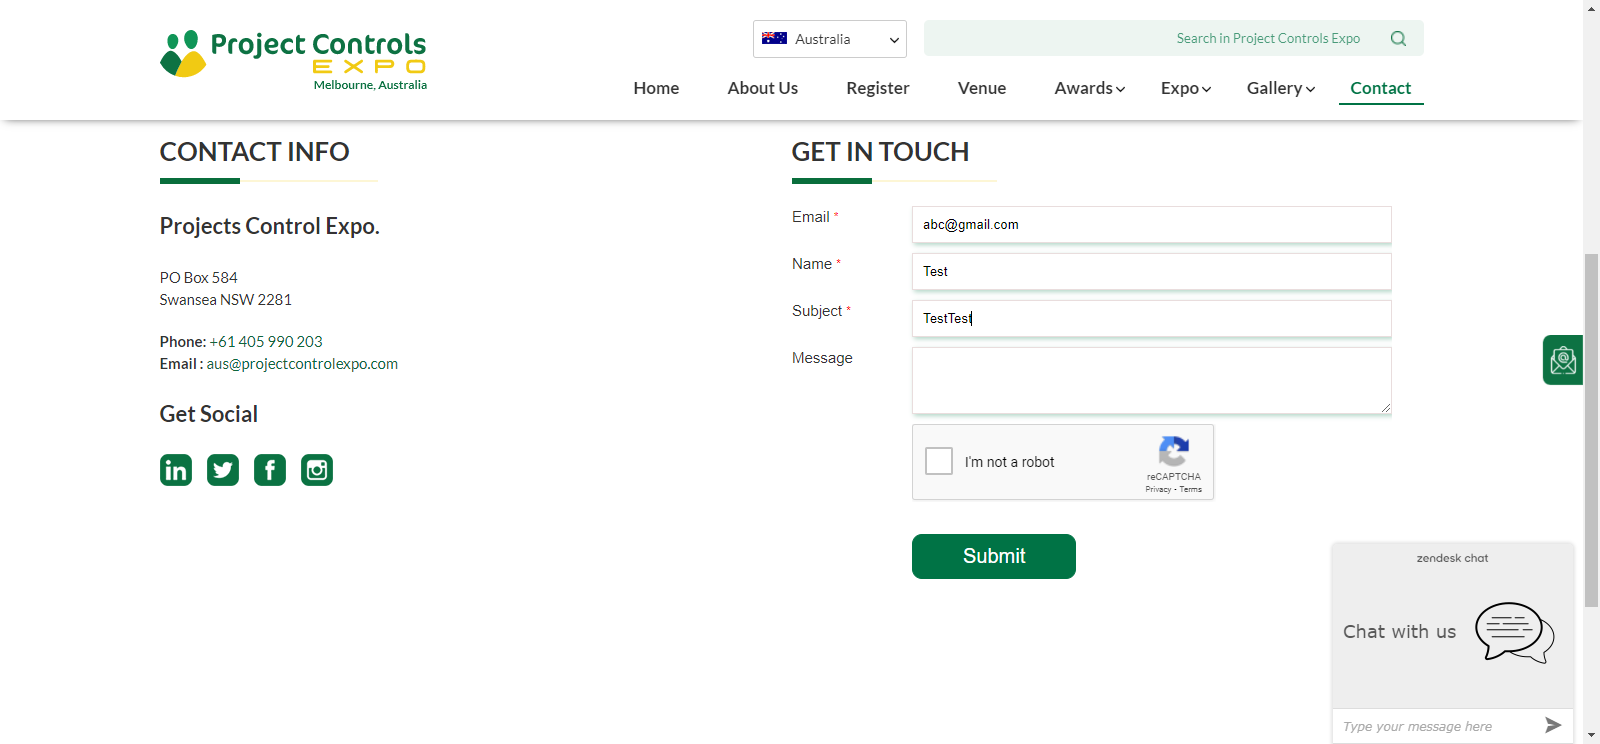 Project Controls
EXPO
Melbourne, Australia
Australia
Search in Project Controls Expo
Home
About Us
Register
Venue
Awards
Expo
Gallery
Contact
CONTACT INFO
Projects Control Expo.
PO Box 584
Swansea NSW 2281
Phone: +61 405 990 203
Email : aus@projectcontrolexpo.com
Get Social
GET IN TOUCH
Email *
abc@gmail.com
Name *
Test
Subject *
TestTest
Message
I'm not a robot
reCAPTCHA
Privacy - Terms
Submit
zendesk chat
Chat with us
Type your message here